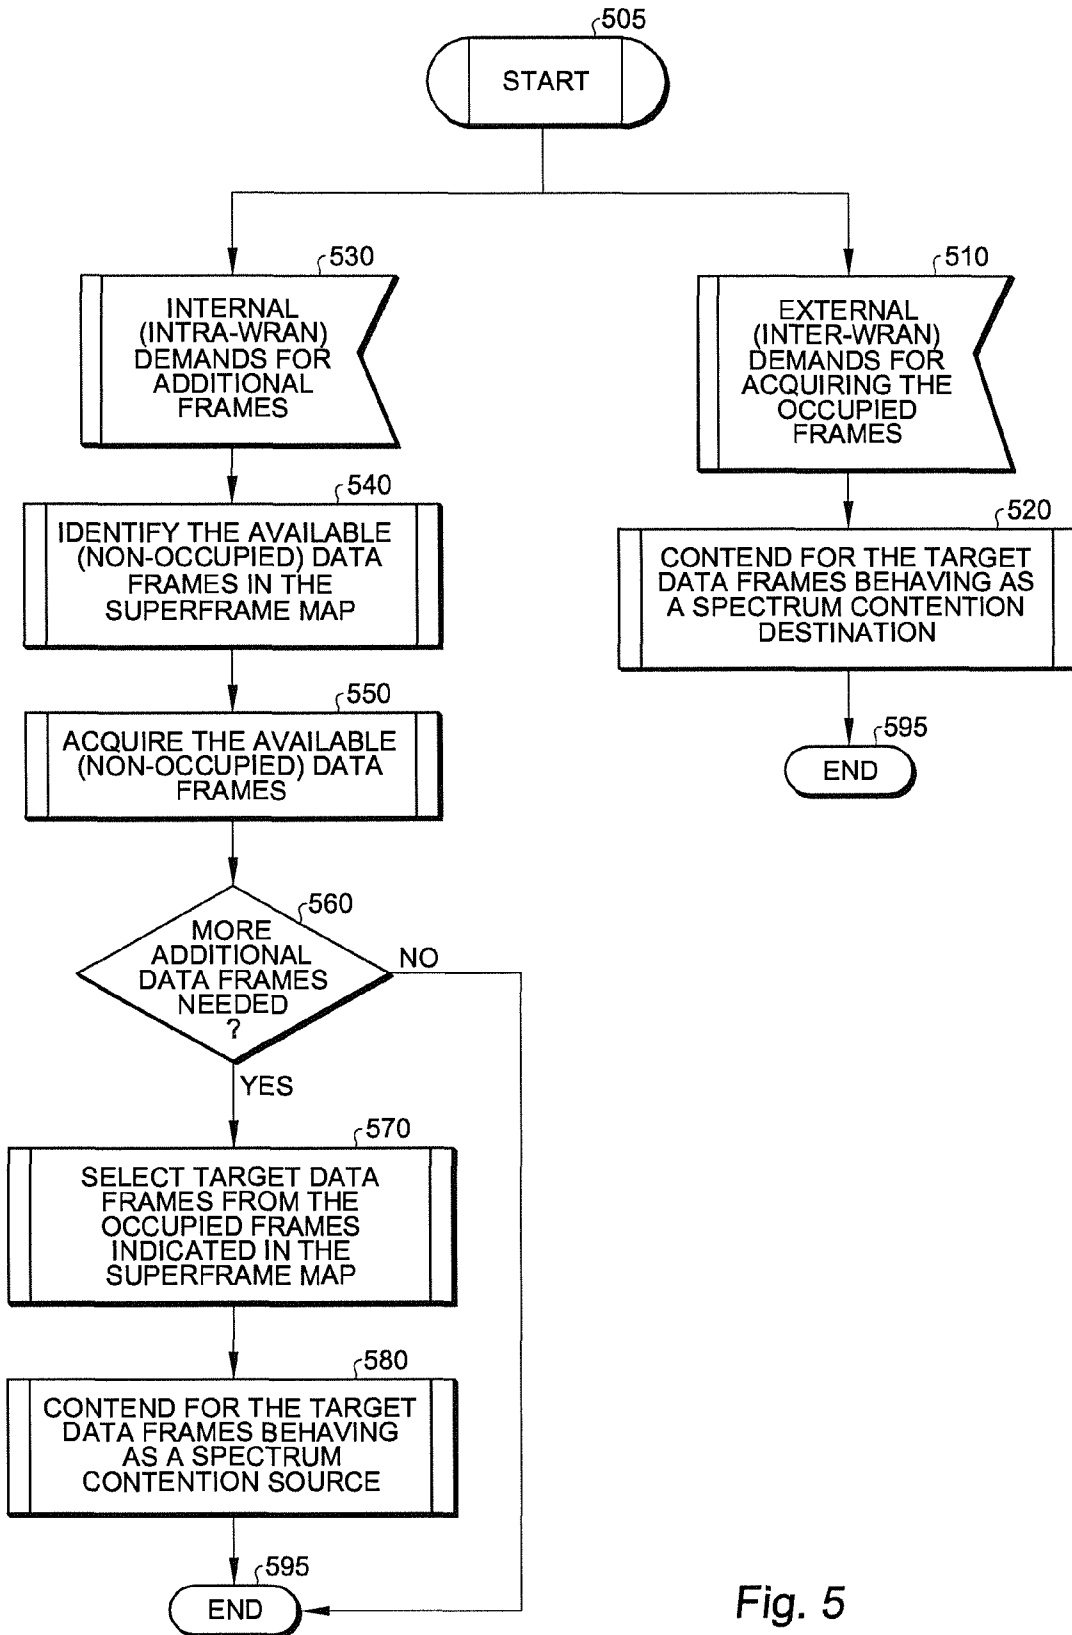 505
START
530
INTERNAL
(INTRA-WRAN)
DEMANDS FOR
ADDITIONAL
FRAMES
510
EXTERNAL
(INTER-WRAN)
DEMANDS FOR
ACQUIRING THE
OCCUPIED
FRAMES
540
IDENTIFY THE AVAILABLE
(NON-OCCUPIED) DATA
FRAMES IN THE
SUPERFRAME MAP
520
CONTEND FOR THE TARGET
DATA FRAMES BEHAVING AS
A SPECTRUM CONTENTION
DESTINATION
550
ACQUIRE THE AVAILABLE
(NON-OCCUPIED) DATA
FRAMES
595
END
560
MORE
ADDITIONAL
DATA FRAMES
NEEDED
?
NO
YES
570
SELECT TARGET DATA
FRAMES FROM THE
OCCUPIED FRAMES
INDICATED IN THE
SUPERFRAME MAP
580
CONTEND FOR THE TARGET
DATA FRAMES BEHAVING
AS A SPECTRUM
CONTENTION SOURCE
595
END
Fig. 5